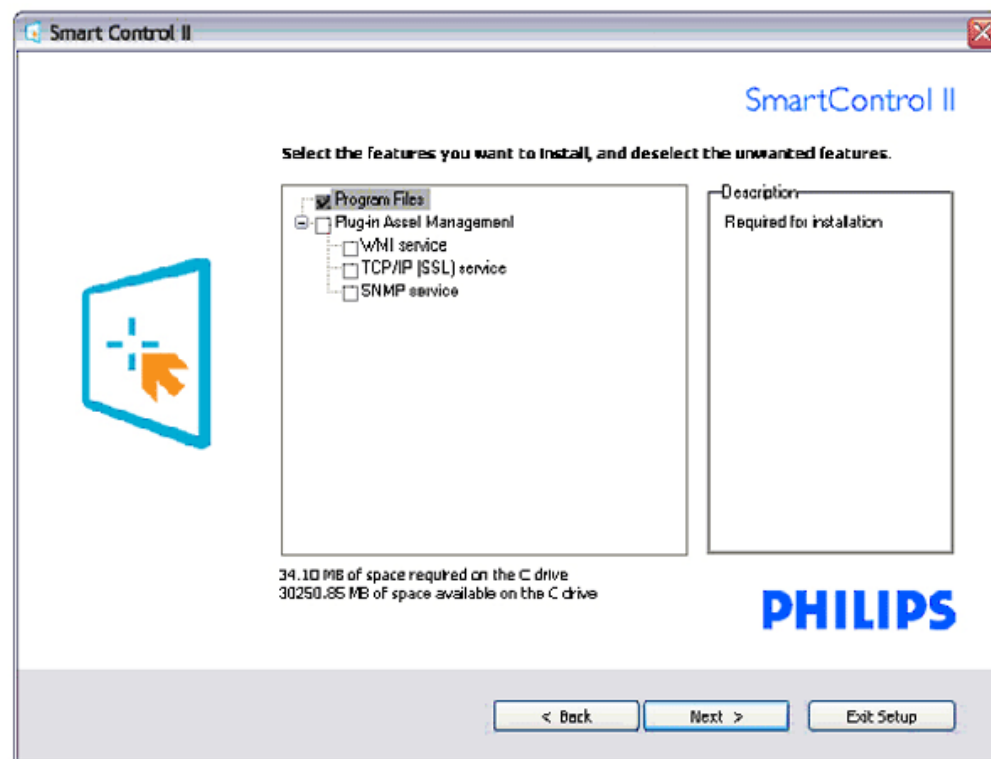 Smart Control II
SmartControl II
Select the features you want to install, and deselect the unwanted features.
Program Files
Plug-in Asset Management
WMI service
TCP/IP (SSL) service
SNMP service
Description
Required for installation
34.10 MB of space required on the C drive
30250.85 MB of space available on the C drive
PHILIPS
< Back
Next >
Exit Setup